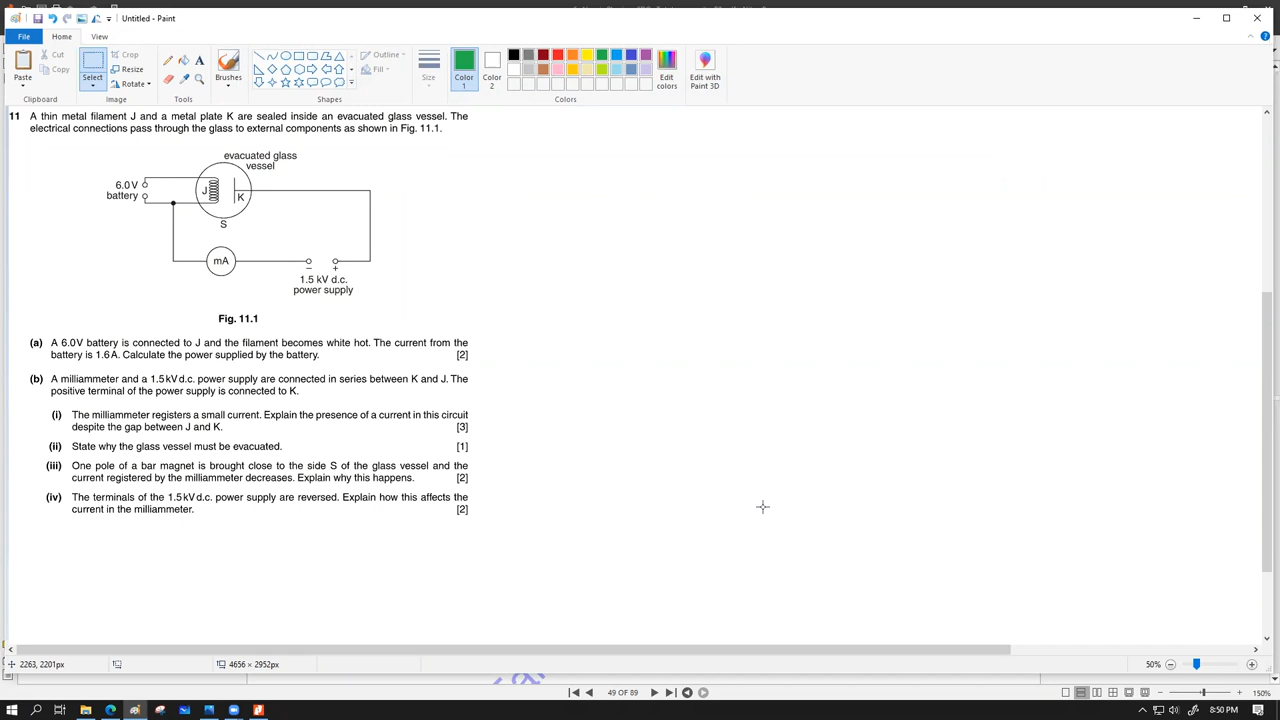 Untitled - Paint
File
Home
View
Paste
Cut
Copy
Clipboard
Select
Crop
Resize
Rotate
Image
Tools
Brushes
Shapes
Outline
Fill
Size
Color
1
Color
2
Edit
colors
Edit with
Paint 3D
Colors
11 A thin metal filament J and a metal plate K are sealed inside an evacuated glass vessel. The
electrical connections pass through the glass to external components as shown in Fig. 11.1.
evacuated glass
vessel
6.0V
battery
J
K
S
mA
–
+
1.5 kV d.c.
power supply
Fig. 11.1
(a) A 6.0V battery is connected to J and the filament becomes white hot. The current from the
battery is 1.6A. Calculate the power supplied by the battery. [2]
(b) A milliammeter and a 1.5kVd.c. power supply are connected in series between K and J. The
positive terminal of the power supply is connected to K.
(i) The milliammeter registers a small current. Explain the presence of a current in this circuit
despite the gap between J and K. [3]
(ii) State why the glass vessel must be evacuated. [1]
(iii) One pole of a bar magnet is brought close to the side S of the glass vessel and the
current registered by the milliammeter decreases. Explain why this happens. [2]
(iv) The terminals of the 1.5kVd.c. power supply are reversed. Explain how this affects the
current in the milliammeter. [2]
2263, 2201px
4656 × 2952px
50%
49 OF 89
150%
8:50 PM